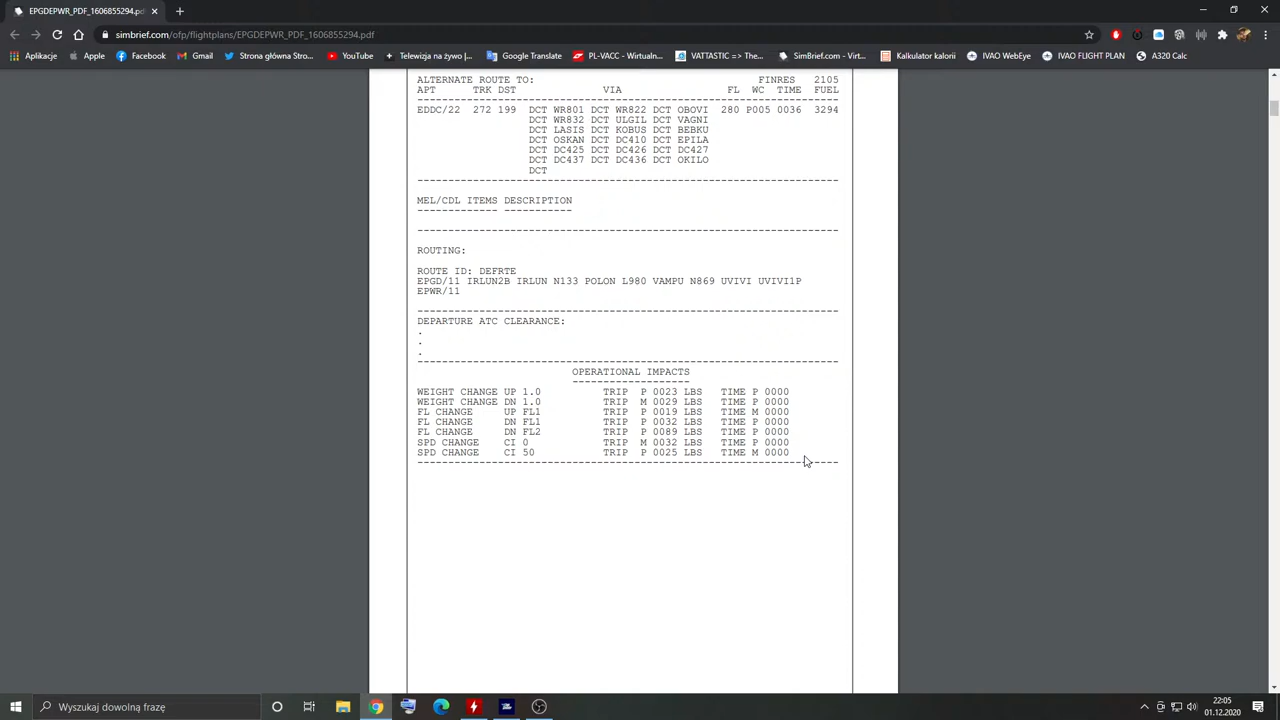 EPGDEPWR_PDF_1606855294.pdf
simbrief.com/ofp/flightplans/EPGDEPWR_PDF_1606855294.pdf
Aplikacje Apple Facebook Gmail Strona główna Stro... YouTube Telewizja na żywo |... Google Translate PL-VACC - Wirtualn... VATTASTIC => The... SimBrief.com - Virt... Kalkulator kalorii IVAO WebEye IVAO FLIGHT PLAN A320 Calc
ALTERNATE ROUTE TO: FINRES 2105
APT TRK DST VIA FL WC TIME FUEL
--------------------------------------------------------------------
EDDC/22 272 199 DCT WR801 DCT WR822 DCT OBOVI 280 P005 0036 3294
DCT WR832 DCT ULGIL DCT VAGNI
DCT LASIS DCT KOBUS DCT BEBKU
DCT OSKAN DCT DC410 DCT EPILA
DCT DC425 DCT DC426 DCT DC427
DCT DC437 DCT DC436 DCT OKILO
DCT
--------------------------------------------------------------------
MEL/CDL ITEMS DESCRIPTION
------------- -----------
--------------------------------------------------------------------
ROUTING:
ROUTE ID: DEFRTE
EPGD/11 IRLUN2B IRLUN N133 POLON L980 VAMPU N869 UVIVI UVIVI1P
EPWR/11
--------------------------------------------------------------------
DEPARTURE ATC CLEARANCE:
.
.
.
--------------------------------------------------------------------
OPERATIONAL IMPACTS
-------------------
WEIGHT CHANGE UP 1.0 TRIP P 0023 LBS TIME P 0000
WEIGHT CHANGE DN 1.0 TRIP M 0029 LBS TIME P 0000
FL CHANGE UP FL1 TRIP P 0019 LBS TIME M 0000
FL CHANGE DN FL1 TRIP P 0032 LBS TIME P 0000
FL CHANGE DN FL2 TRIP P 0089 LBS TIME P 0000
SPD CHANGE CI 0 TRIP M 0032 LBS TIME P 0000
SPD CHANGE CI 50 TRIP P 0025 LBS TIME M 0000
--------------------------------------------------------------------
Wyszukaj dowolną frazę
22:05
01.12.2020